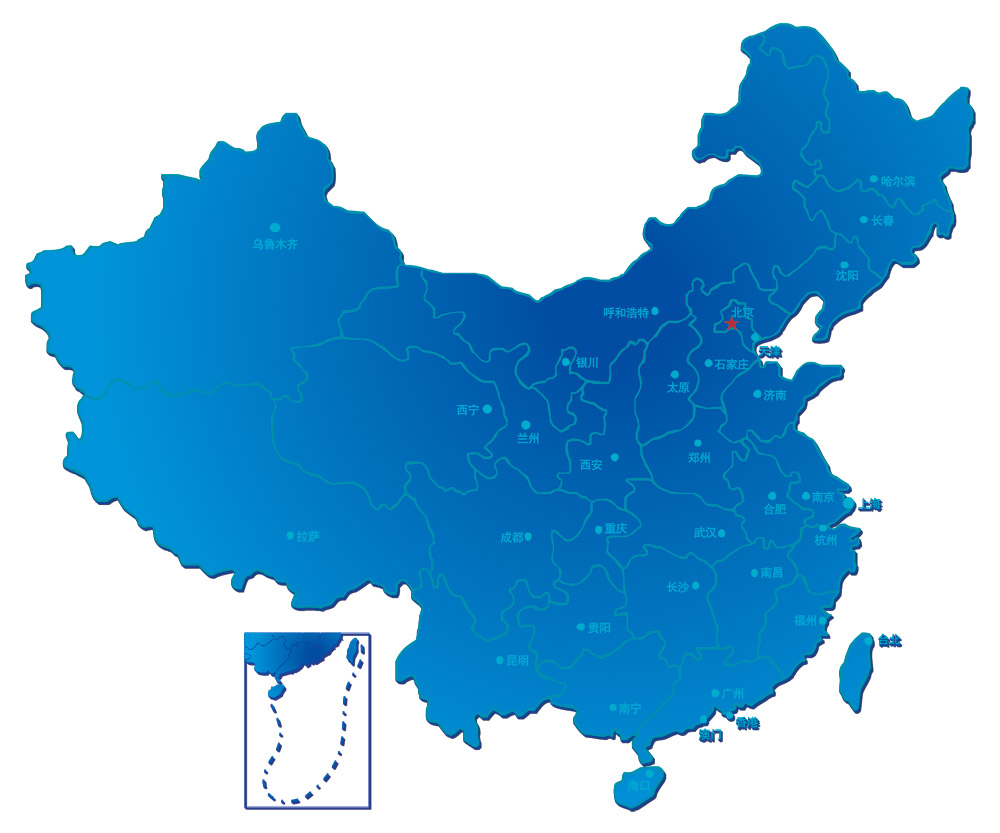 哈尔滨
长春
乌鲁木齐
沈阳
呼和浩特
北京
天津
银川
石家庄
太原
济南
西宁
兰州
郑州
西安
南京
上海
合肥
拉萨
成都
重庆
武汉
杭州
南昌
长沙
福州
贵阳
台北
昆明
广州
南宁
香港
澳门
海口